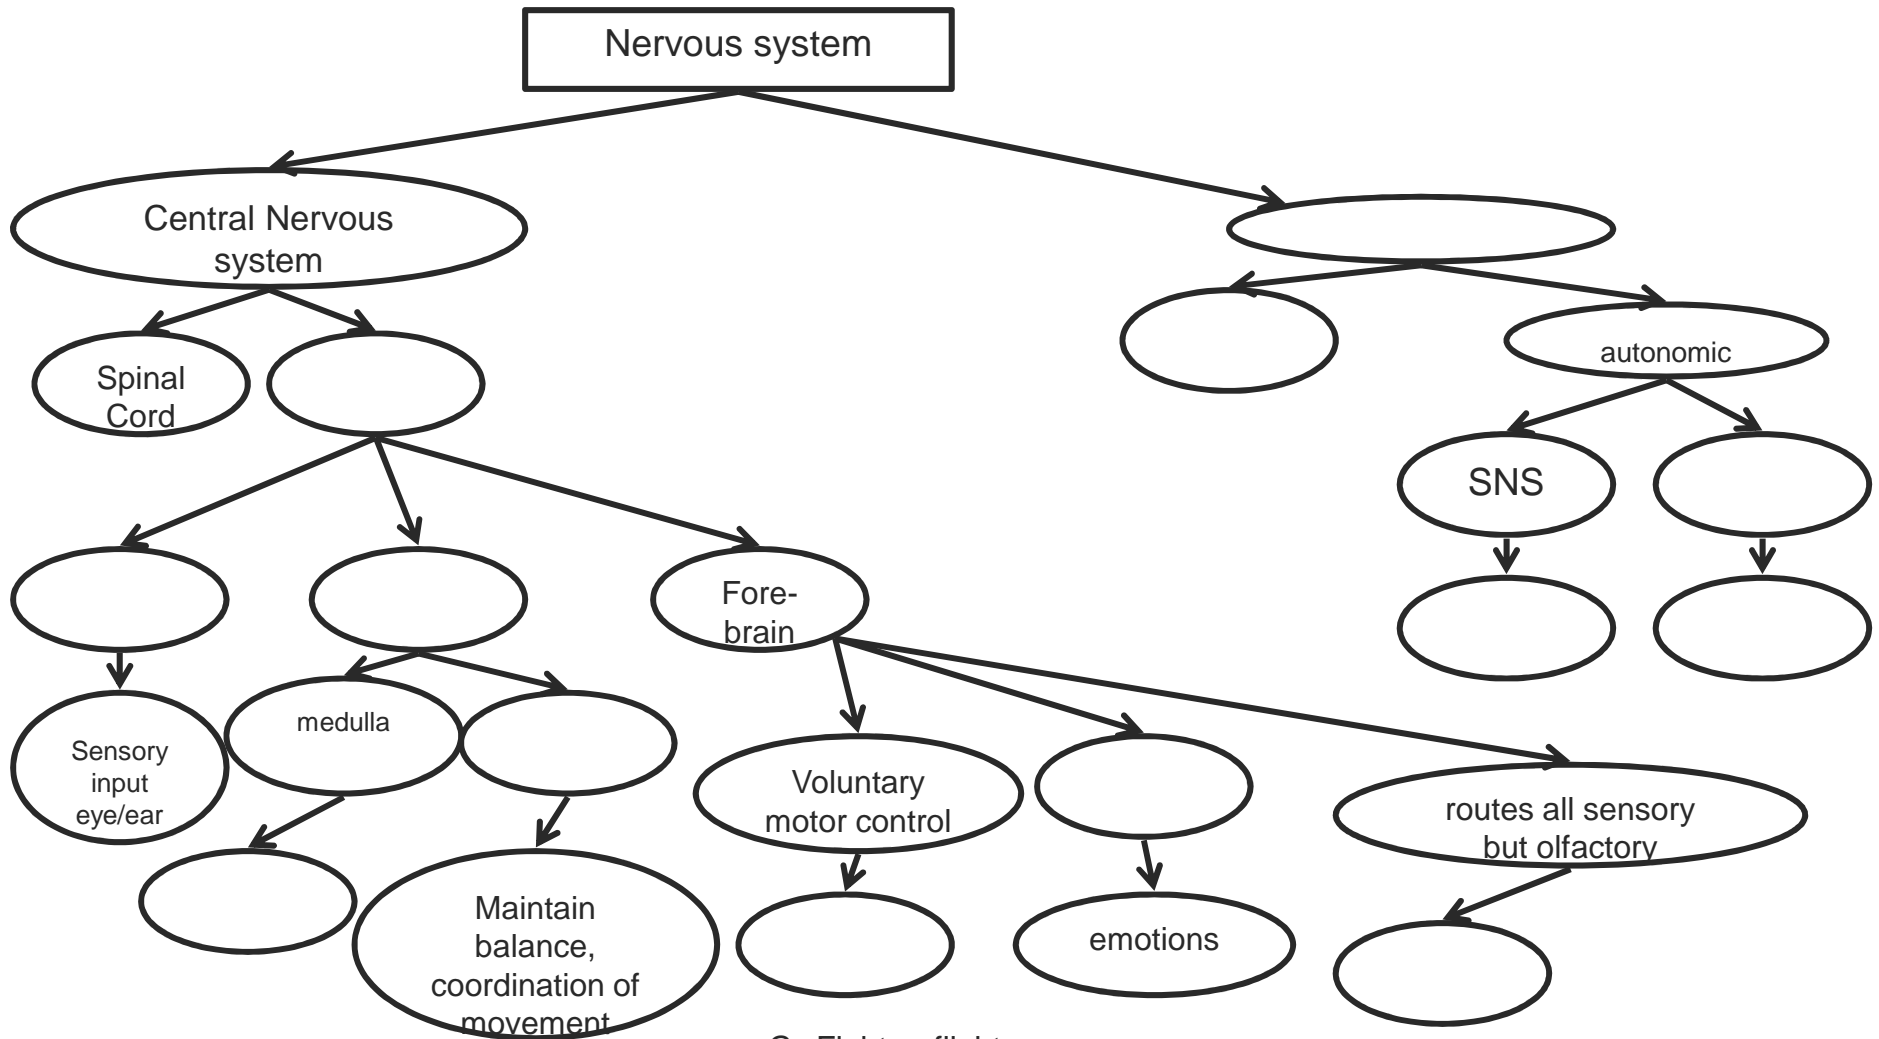 Nervous system
Central Nervous
system
Spinal
Cord
autonomic
SNS
Fore-
brain
medulla
Sensory
input
eye/ear
Voluntary
motor control
routes all sensory
but olfactory
Maintain
balance,
coordination of
movement
emotions